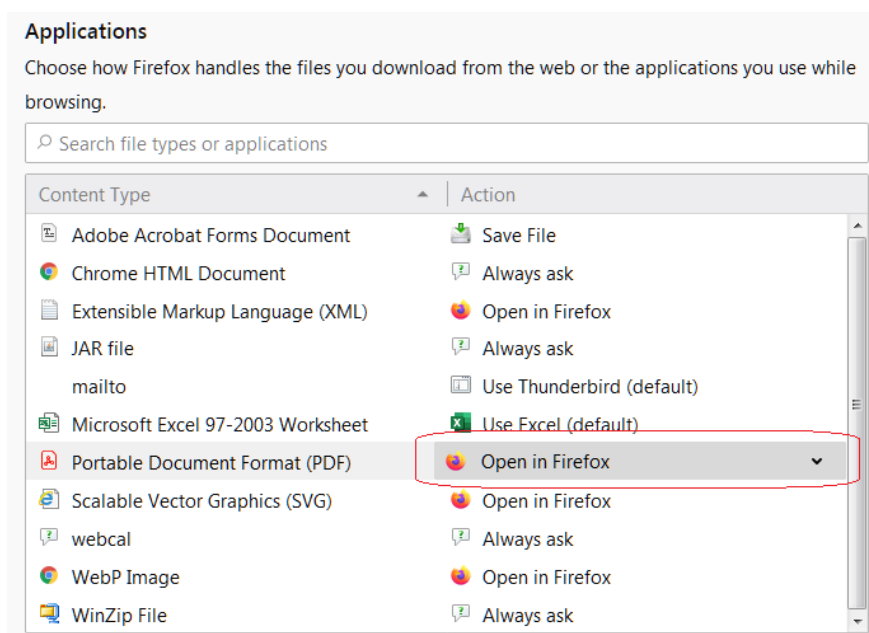 Applications
Choose how Firefox handles the files you download from the web or the applications you use while
browsing.
Search file types or applications
Content Type Action
Adobe Acrobat Forms Document Save File
Chrome HTML Document Always ask
Extensible Markup Language (XML) Open in Firefox
JAR file Always ask
mailto Use Thunderbird (default)
Microsoft Excel 97-2003 Worksheet Use Excel (default)
Portable Document Format (PDF) Open in Firefox
Scalable Vector Graphics (SVG) Open in Firefox
webcal Always ask
WebP Image Open in Firefox
WinZip File Always ask